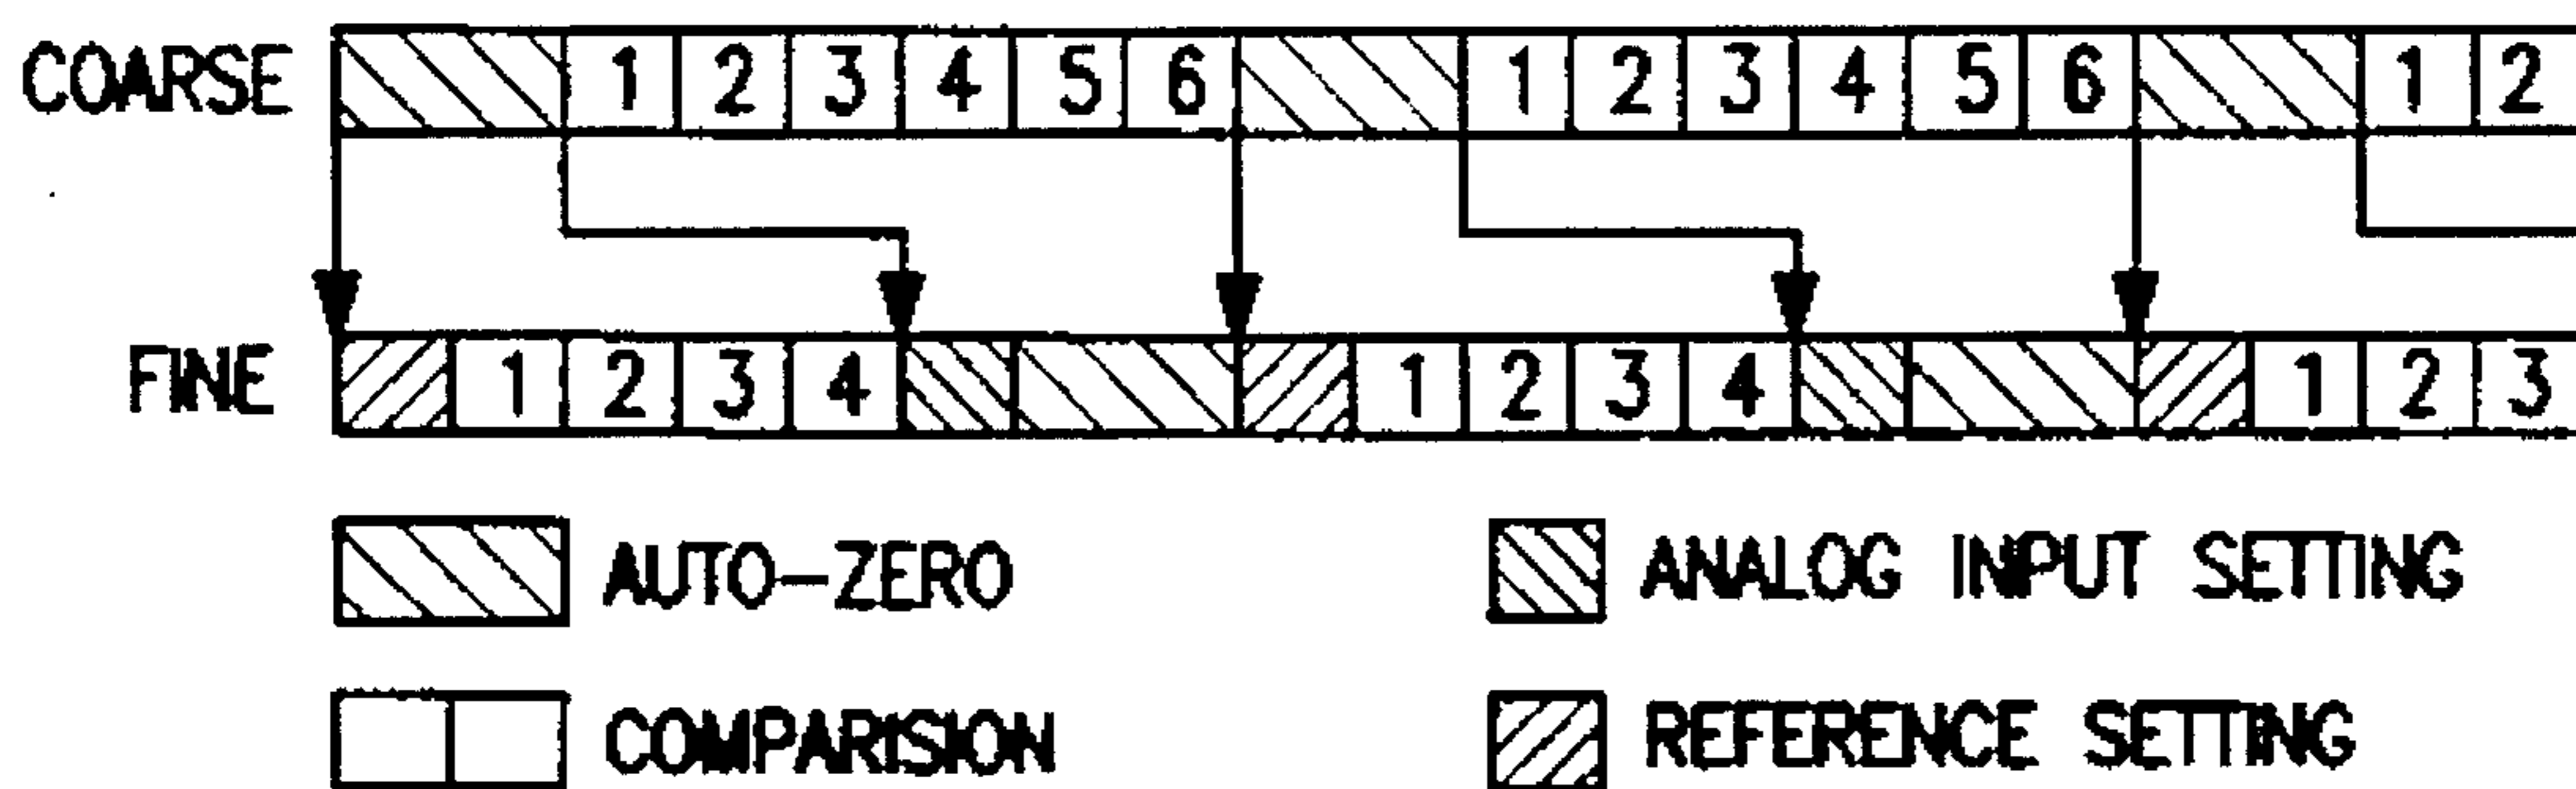 COARSE 1 2 3 4 5 6 1 2 3 4 5 6 1 2
FINE 1 2 3 4 1 2 3 4 1 2 3
AUTO-ZERO ANALOG INPUT SETTING
COMPARISION REFERENCE SETTING